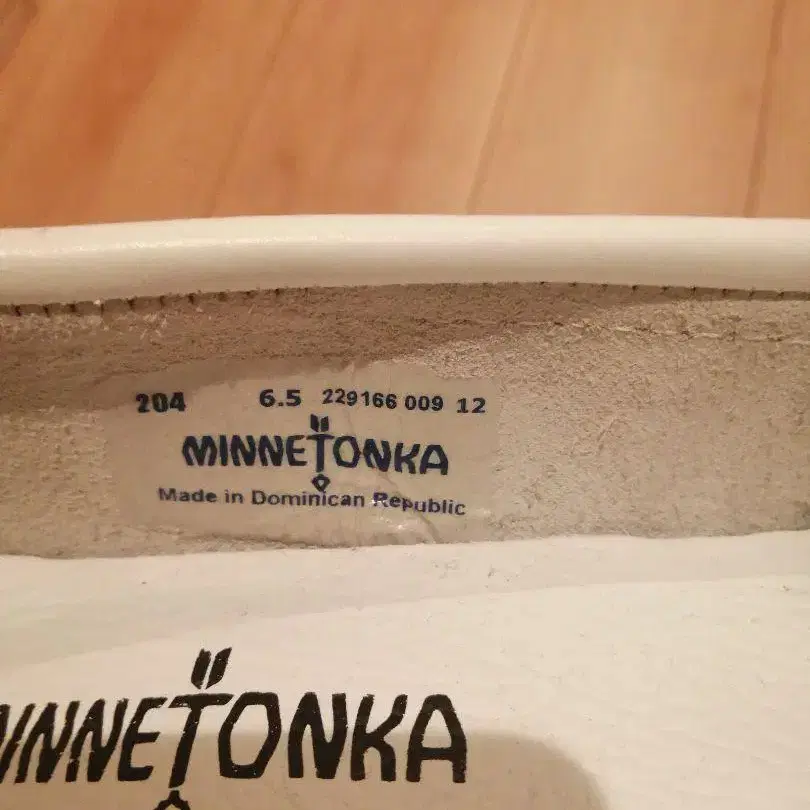 204 6.5 229166 009 12
MINNETONKA
Made in Dominican Republic
MINNETONKA